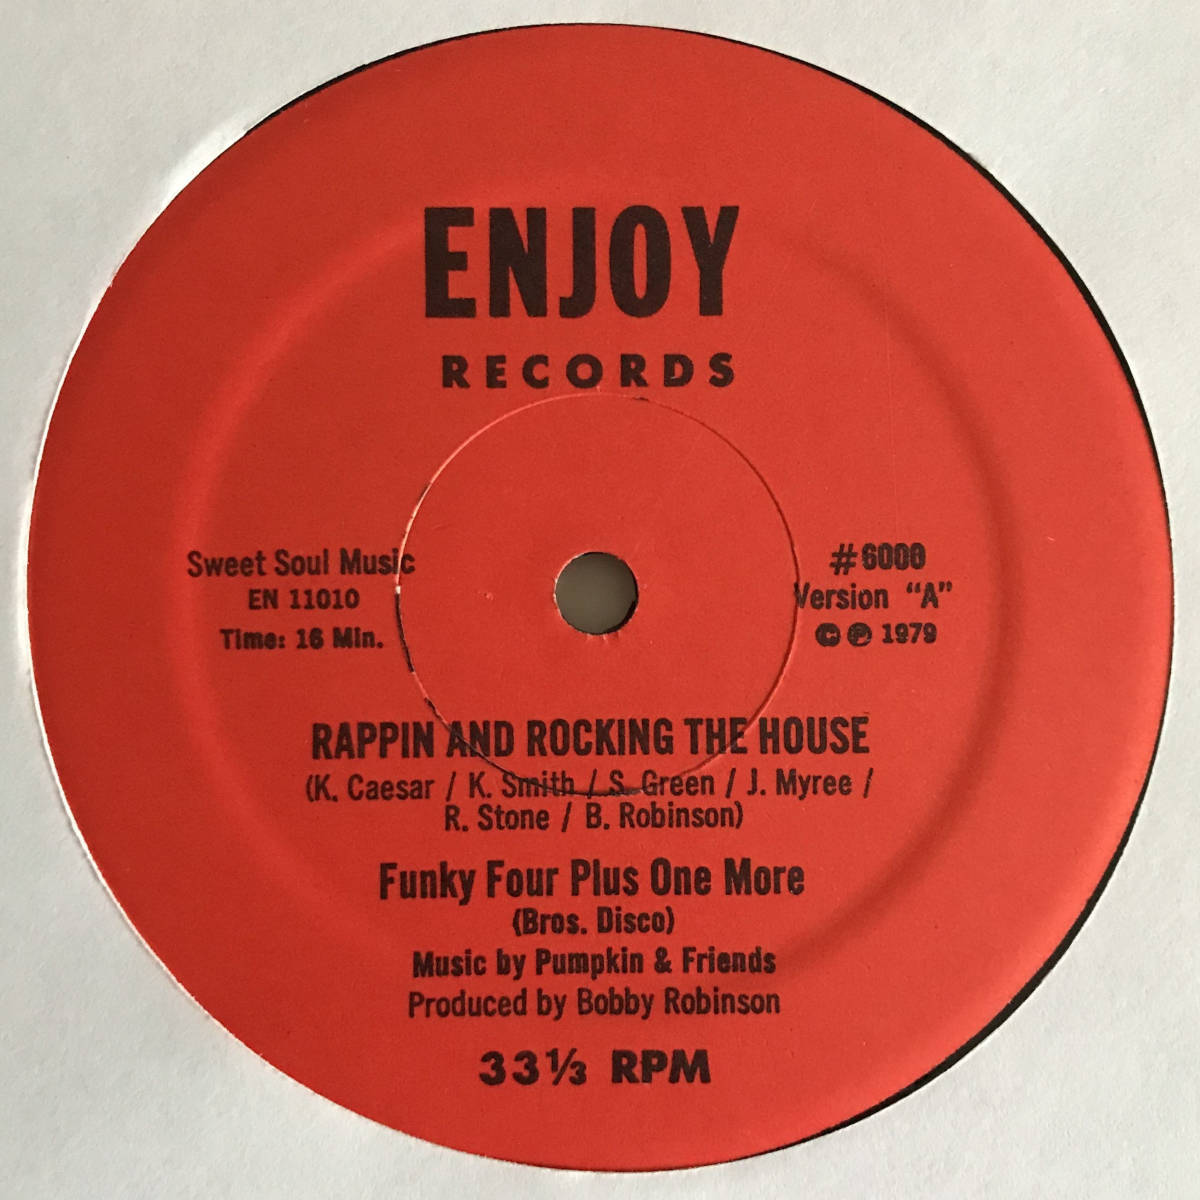 ENJOY
RECORDS
Sweet Soul Music
EN 11010
Time: 16 Min.
#6000
Version "A"
© ℗ 1979
RAPPIN AND ROCKING THE HOUSE
(K. Caesar / K. Smith / S. Green / J. Myree /
R. Stone / B. Robinson)
Funky Four Plus One More
(Bros. Disco)
Music by Pumpkin & Friends
Produced by Bobby Robinson
33⅓ RPM